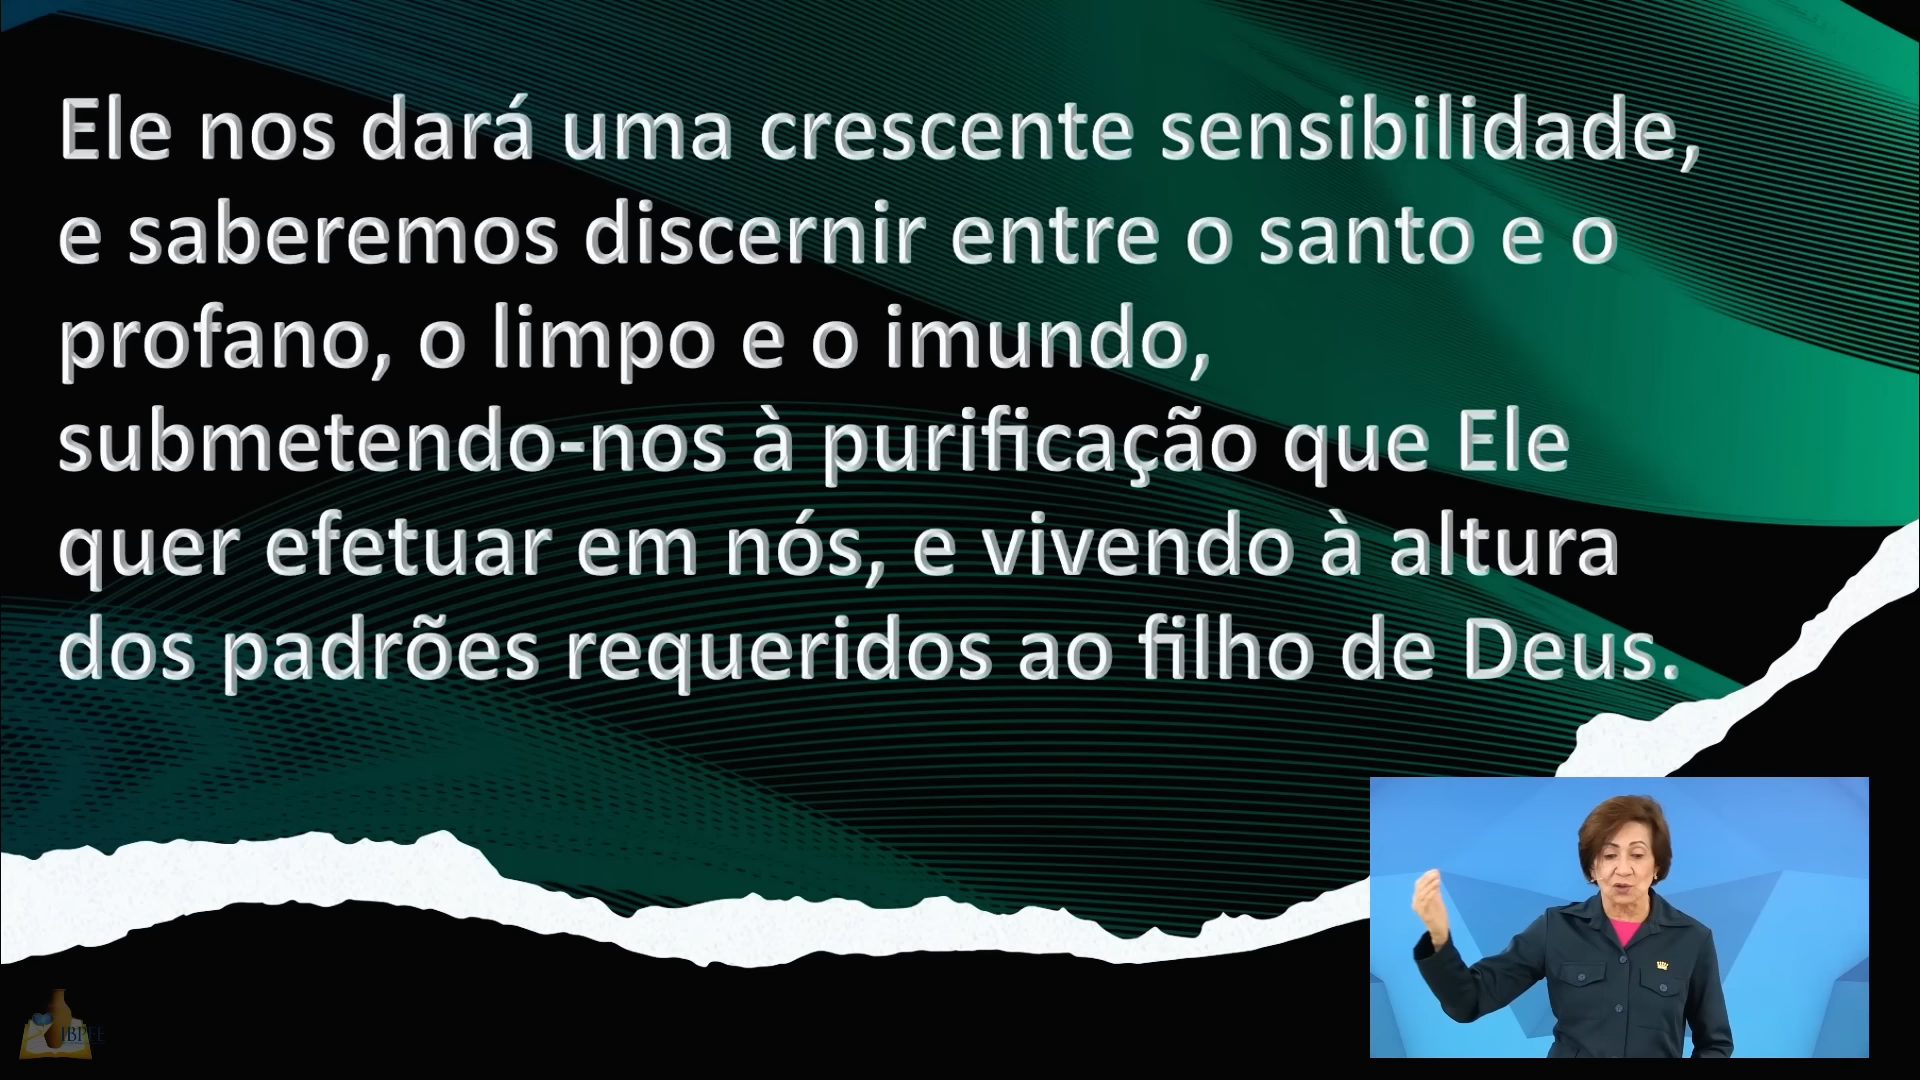 Ele nos dará uma crescente sensibilidade,
e saberemos discernir entre o santo e o
profano, o limpo e o imundo,
submetendo-nos à purificação que Ele
quer efetuar em nós, e vivendo à altura
dos padrões requeridos ao filho de Deus.